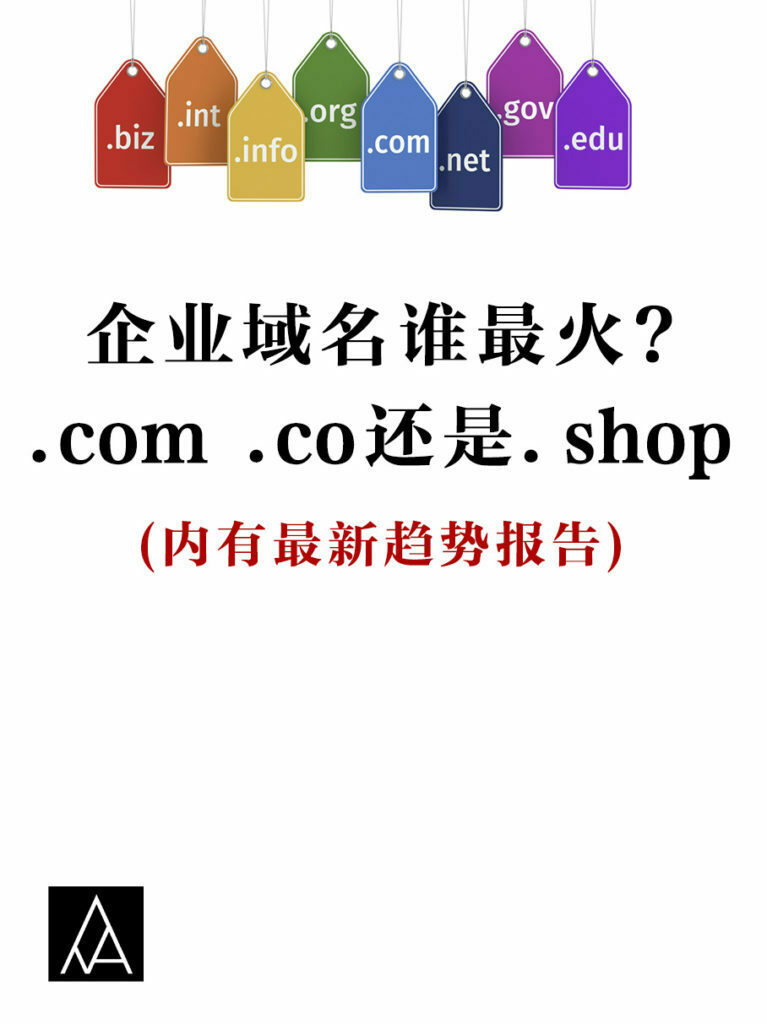 .biz
.int
.info
.org
.com
.net
.gov
.edu
企业域名谁最火?
.com .co还是. shop
(内有最新趋势报告)